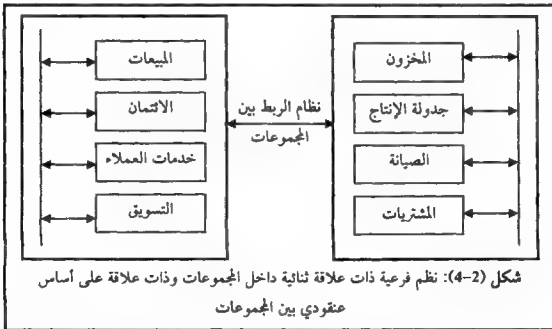 المخزون
جدولة الإنتاج
الصيانة
المشتريات
نظام الربط بين
المجموعات
المبيعات
الائتمان
خدمات العملاء
التسويق
شكل (2-4): نظم فرعية ذات علاقة ثنائية داخل المجموعات وذات علاقة على أساس
عنقودي بين المجموعات